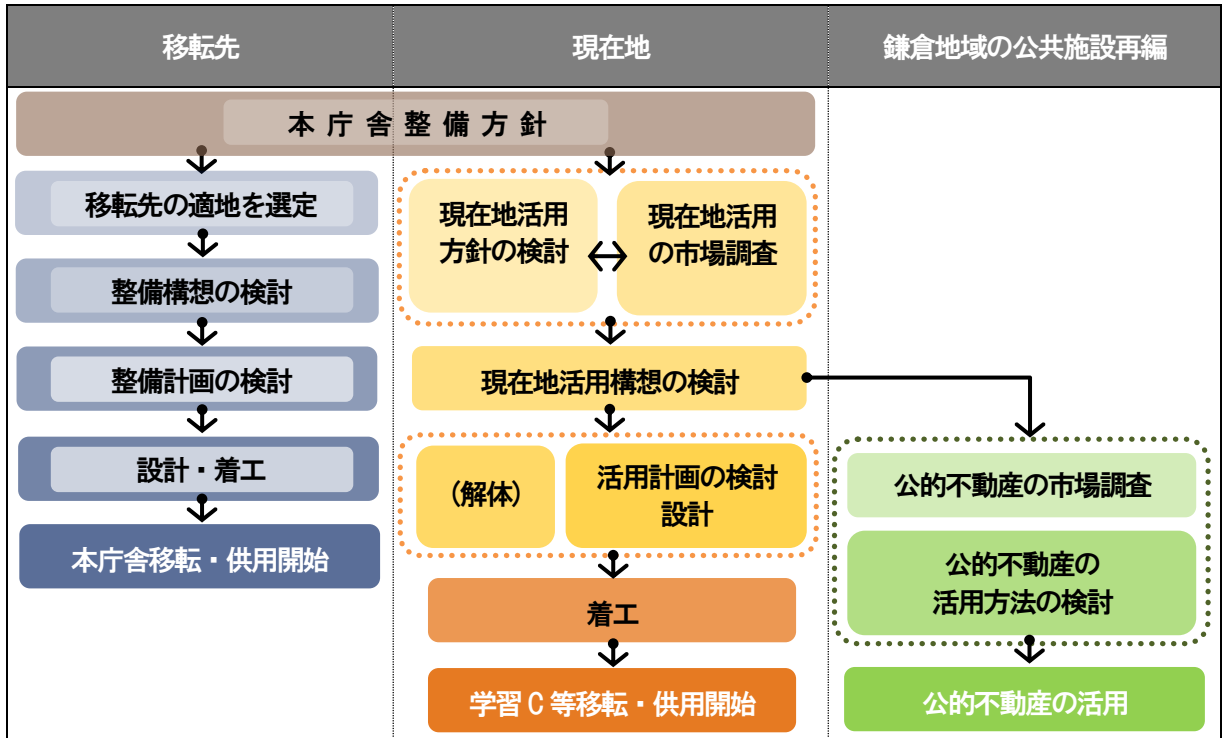 移転先
現在地
鎌倉地域の公共施設再編
本庁舎整備方針
移転先の適地を選定
整備構想の検討
整備計画の検討
設計・着工
本庁舎移転・供用開始
現在地活用
方針の検討
現在地活用
の市場調査
現在地活用構想の検討
(解体)
活用計画の検討
設計
着工
学習C等移転・供用開始
公的不動産の市場調査
公的不動産の
活用方法の検討
公的不動産の活用